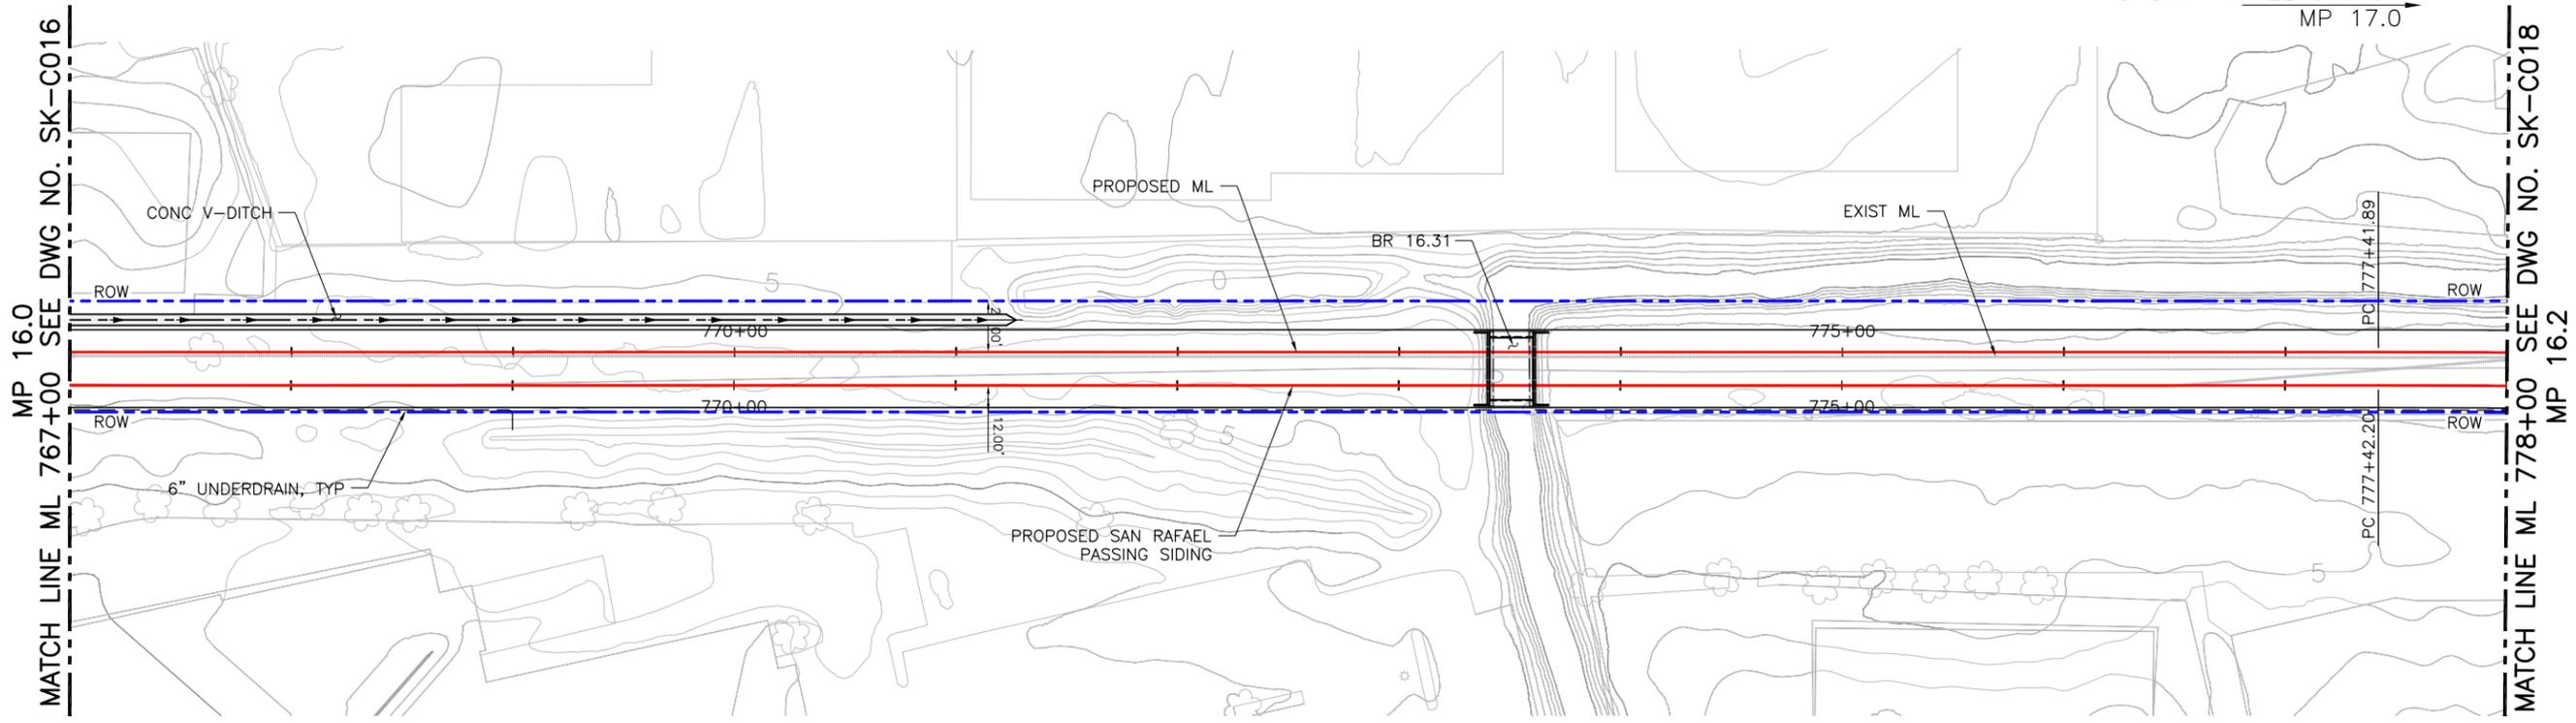 MP 17.0
MATCH LINE ML 767+00 SEE DWG NO. SK-C016
MP 16.0
CONC V-DITCH
PROPOSED ML
EXIST ML
BR 16.31
ROW
5
0
ROW
PC 777+41.89
770+00
775+00
770+00
775+00
12.00'
ROW
ROW
5
PC 777+42.20
6" UNDERDRAIN, TYP
PROPOSED SAN RAFAEL
PASSING SIDING
5
MATCH LINE ML 778+00 SEE DWG NO. SK-C018
MP 16.2